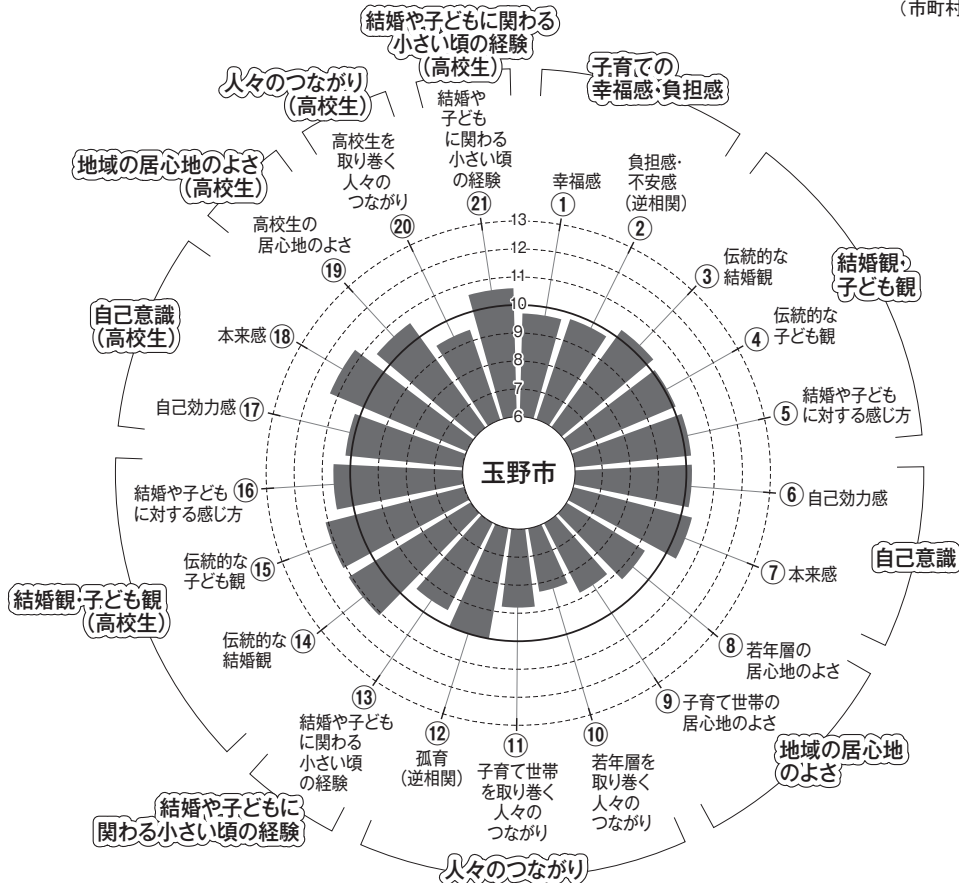 （市町村
結婚や子どもに関わる
小さい頃の経験
（高校生）
子育ての
幸福感・負担感
結婚観・
子ども観
自己意識
地域の居心地
のよさ
人々のつながり
結婚や子どもに
関わる小さい頃の経験
結婚観・子ども観
（高校生）
自己意識
（高校生）
地域の居心地のよさ
（高校生）
人々のつながり
（高校生）
① 幸福感
② 負担感・
不安感
（逆相関）
③ 伝統的な
結婚観
④ 伝統的な
子ども観
⑤ 結婚や子ども
に対する感じ方
⑥ 自己効力感
⑦ 本来感
⑧ 若年層の
居心地のよさ
⑨ 子育て世帯の
居心地のよさ
⑩ 若年層を
取り巻く
人々の
つながり
⑪ 子育て世帯
を取り巻く
人々の
つながり
⑫ 孤育
（逆相関）
⑬ 結婚や子ども
に関わる
小さい頃
の経験
⑭ 伝統的な
結婚観
⑮ 伝統的な
子ども観
⑯ 結婚や子ども
に対する感じ方
⑰ 自己効力感
⑱ 本来感
⑲ 高校生の
居心地のよさ
⑳ 高校生を
取り巻く
人々の
つながり
㉑ 結婚や
子ども
に関わる
小さい頃
の経験
13
12
11
10
9
8
7
6
玉野市